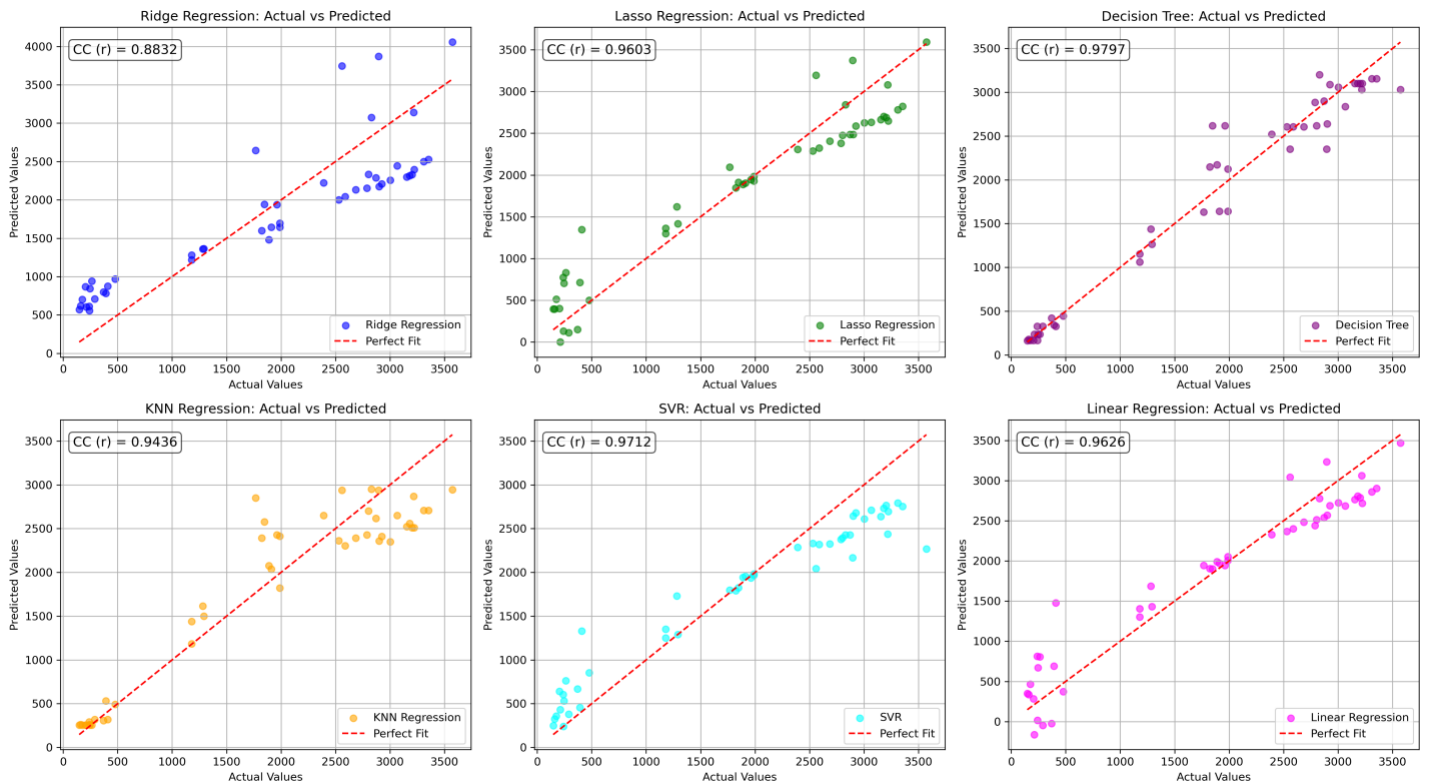 Ridge Regression: Actual vs Predicted
CC (r) = 0.8832
Predicted Values
4000
3500
3000
2500
2000
1500
1000
500
0
0 500 1000 1500 2000 2500 3000 3500
Actual Values
Ridge Regression
Perfect Fit
Lasso Regression: Actual vs Predicted
CC (r) = 0.9603
Predicted Values
3500
3000
2500
2000
1500
1000
500
0
0 500 1000 1500 2000 2500 3000 3500
Actual Values
Lasso Regression
Perfect Fit
Decision Tree: Actual vs Predicted
CC (r) = 0.9797
Predicted Values
3500
3000
2500
2000
1500
1000
500
0
0 500 1000 1500 2000 2500 3000 3500
Actual Values
Decision Tree
Perfect Fit
KNN Regression: Actual vs Predicted
CC (r) = 0.9436
Predicted Values
3500
3000
2500
2000
1500
1000
500
0
0 500 1000 1500 2000 2500 3000 3500
Actual Values
KNN Regression
Perfect Fit
SVR: Actual vs Predicted
CC (r) = 0.9712
Predicted Values
3500
3000
2500
2000
1500
1000
500
0
0 500 1000 1500 2000 2500 3000 3500
Actual Values
SVR
Perfect Fit
Linear Regression: Actual vs Predicted
CC (r) = 0.9626
Predicted Values
3500
3000
2500
2000
1500
1000
500
0
0 500 1000 1500 2000 2500 3000 3500
Actual Values
Linear Regression
Perfect Fit